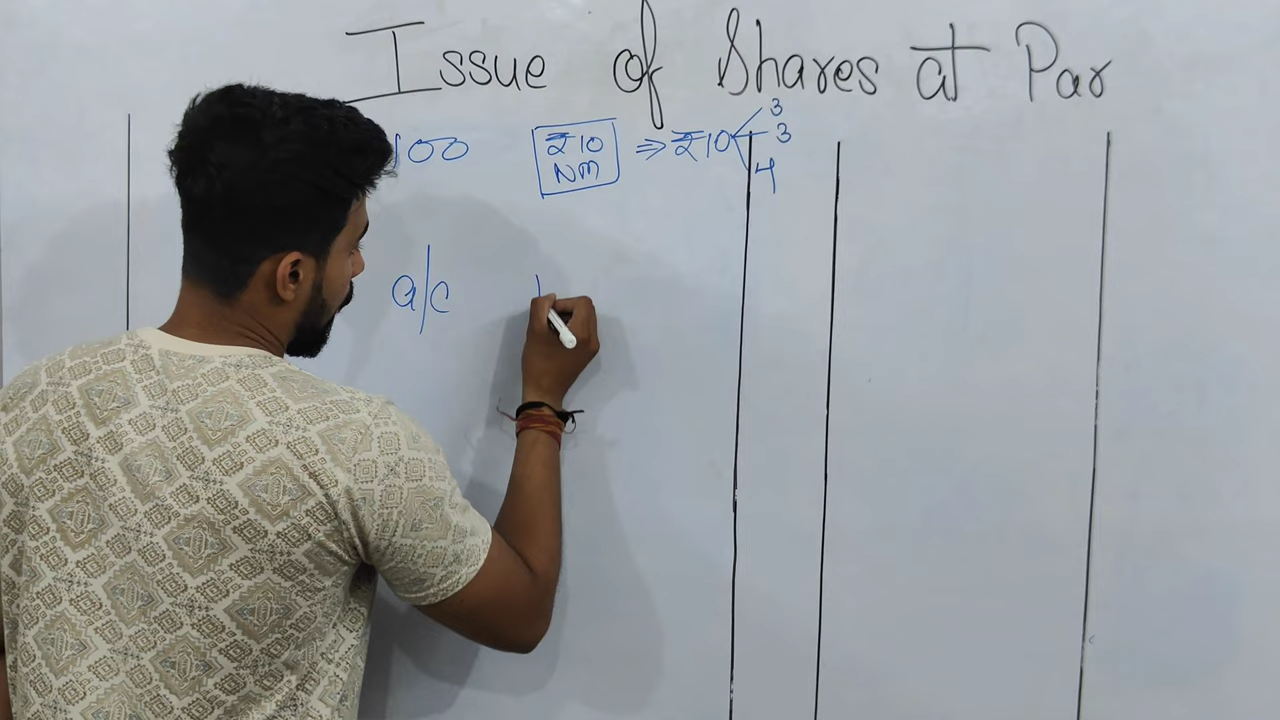 Issue of Shares at Par
100 ₹10 NM ⇒ ₹10 3 3 4
a/c